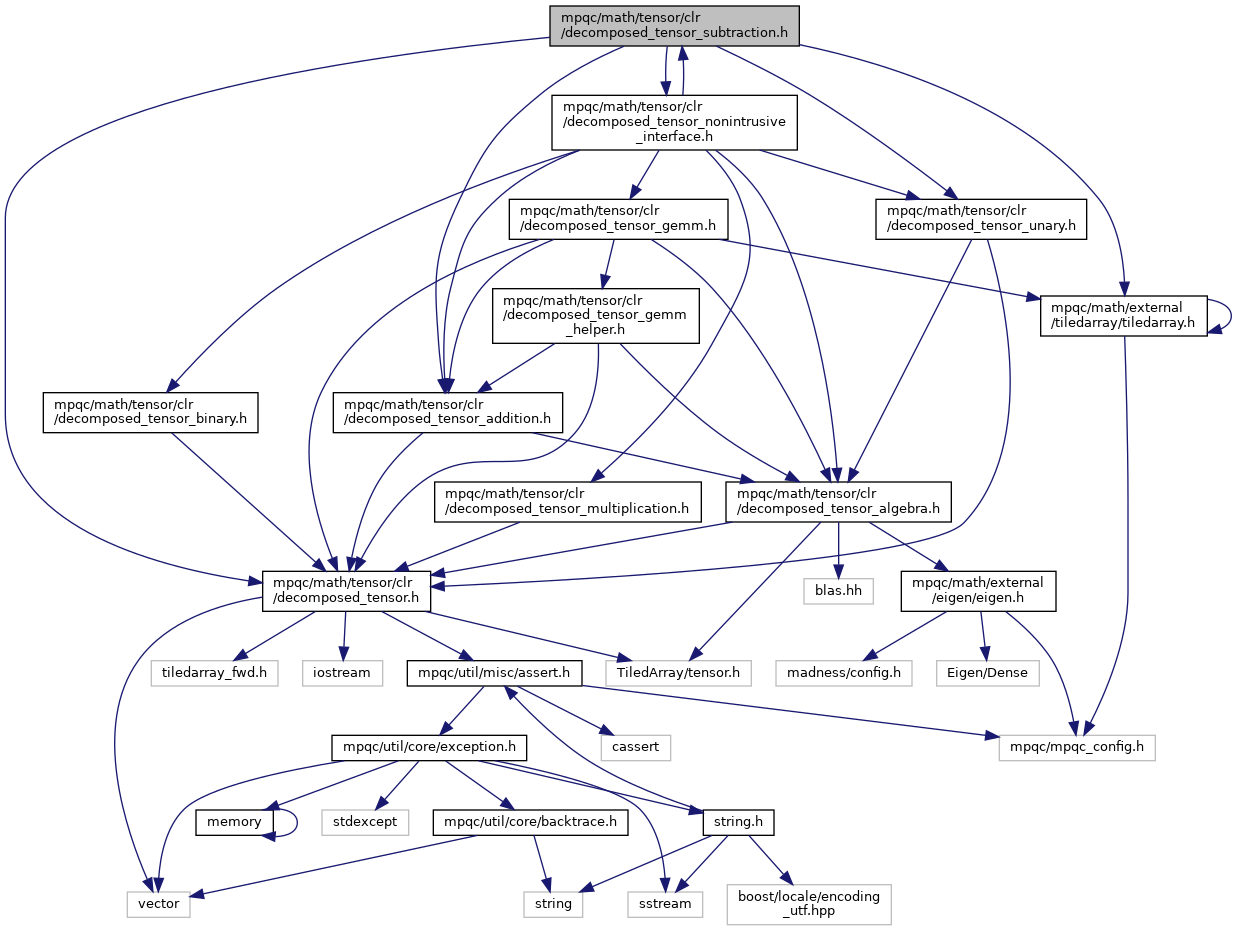 mpqc/math/tensor/clr
/decomposed_tensor_subtraction.h
mpqc/math/tensor/clr
/decomposed_tensor_nonintrusive
_interface.h
mpqc/math/tensor/clr
/decomposed_tensor_gemm.h
mpqc/math/tensor/clr
/decomposed_tensor_unary.h
mpqc/math/tensor/clr
/decomposed_tensor_gemm
_helper.h
mpqc/math/external
/tiledarray/tiledarray.h
mpqc/math/tensor/clr
/decomposed_tensor_binary.h
mpqc/math/tensor/clr
/decomposed_tensor_addition.h
mpqc/math/tensor/clr
/decomposed_tensor_multiplication.h
mpqc/math/tensor/clr
/decomposed_tensor_algebra.h
mpqc/math/tensor/clr
/decomposed_tensor.h
blas.hh
mpqc/math/external
/eigen/eigen.h
tiledarray_fwd.h
iostream
mpqc/util/misc/assert.h
TiledArray/tensor.h
madness/config.h
Eigen/Dense
mpqc/util/core/exception.h
cassert
mpqc/mpqc_config.h
memory
stdexcept
mpqc/util/core/backtrace.h
string.h
vector
string
sstream
boost/locale/encoding
_utf.hpp